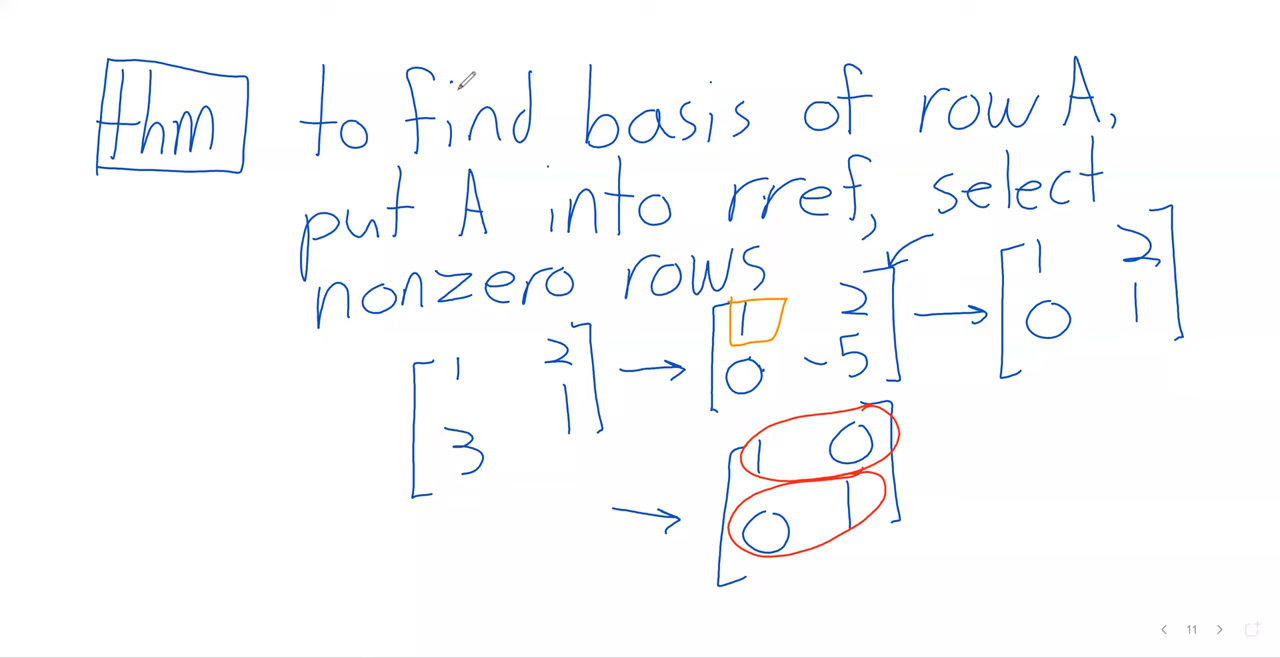 thm to find basis of row A,
put A into rref, select
nonzero rows
[1 2
3 1] → [1 2
0 -5] → [1 2
0 1]
→ [1 0
0 1]
11